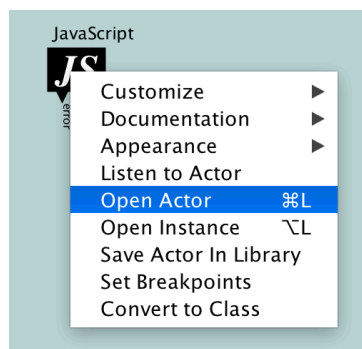 JavaScript
JS
error
Customize ▶
Documentation ▶
Appearance ▶
Listen to Actor
Open Actor ⌘L
Open Instance ⌥L
Save Actor In Library
Set Breakpoints
Convert to Class